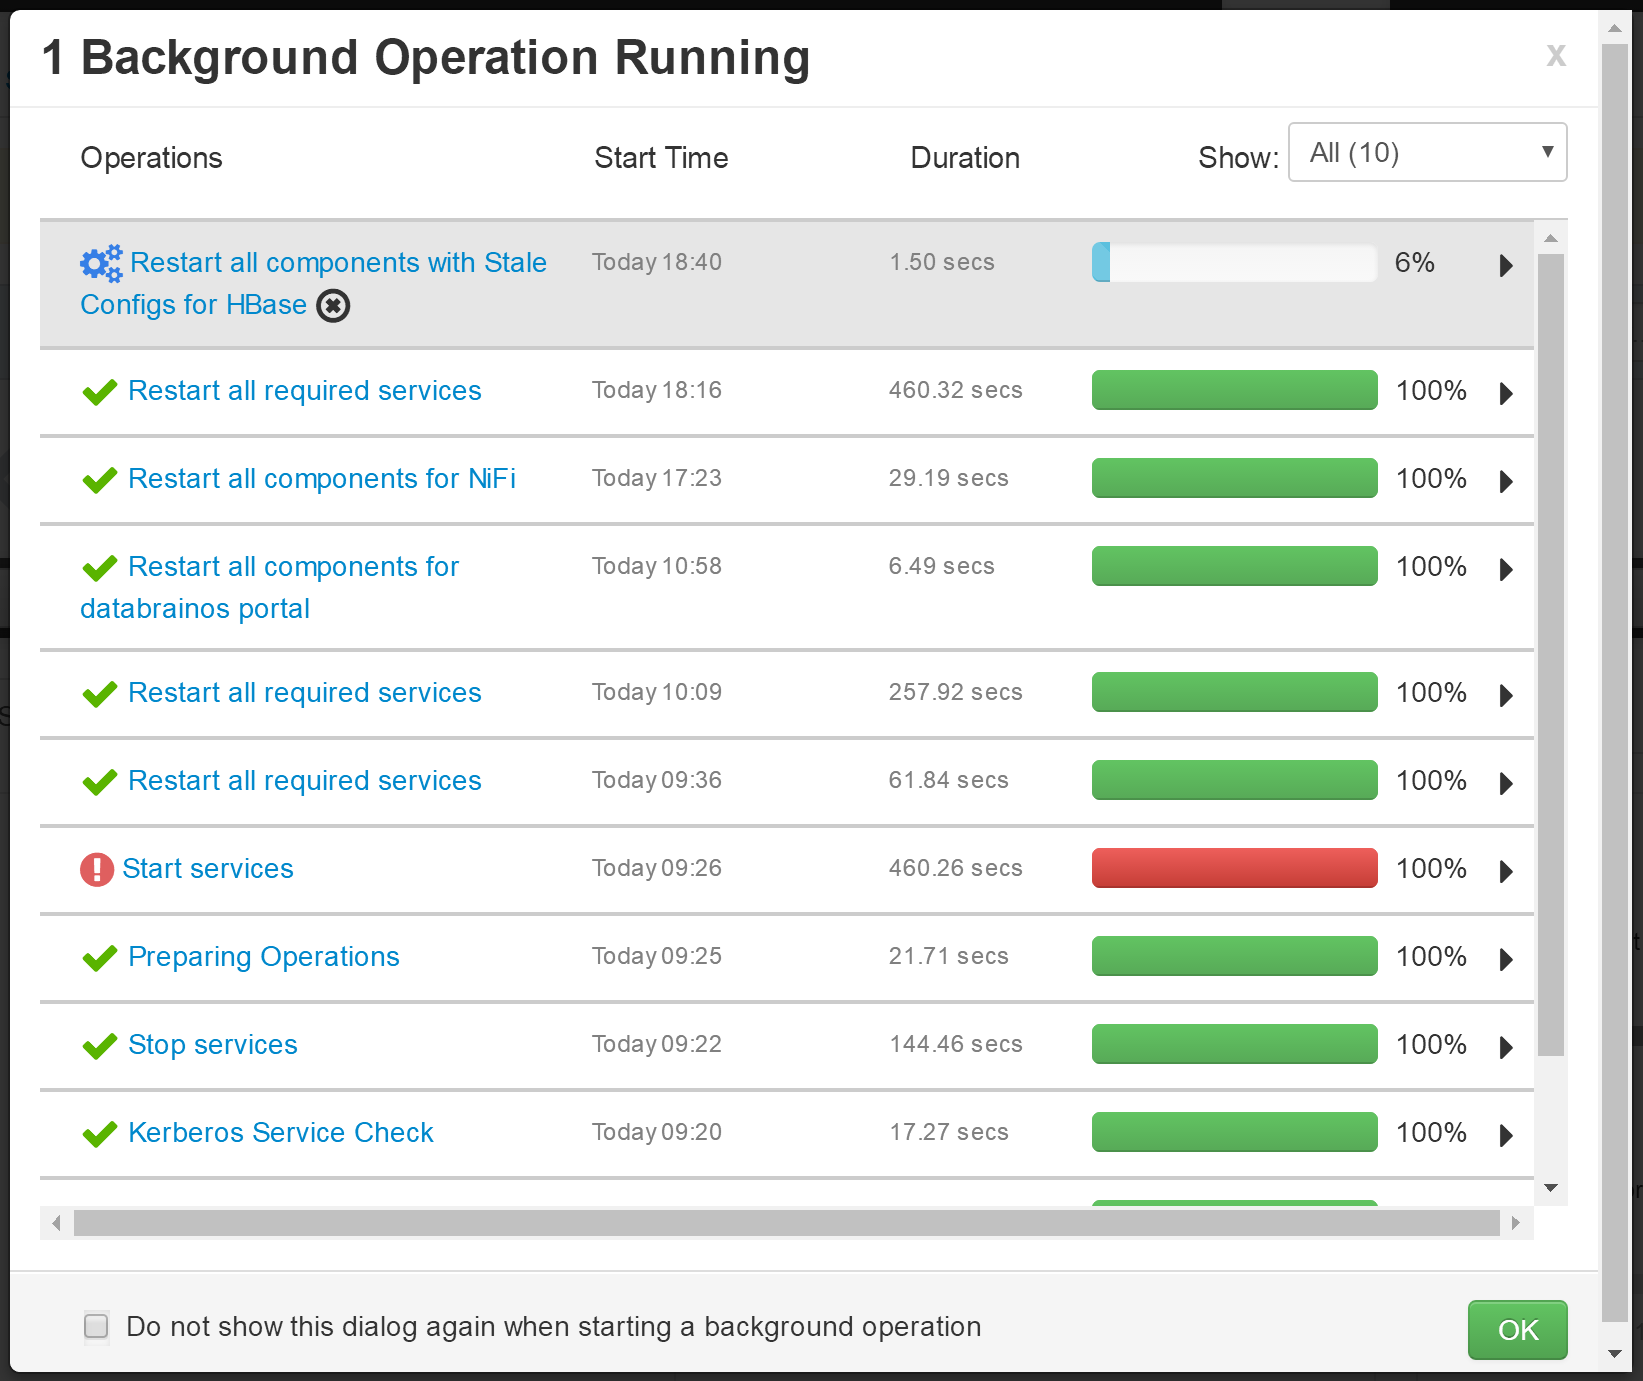 1 Background Operation Running
x
Operations Start Time Duration Show: All (10)
Restart all components with Stale Today 18:40 1.50 secs 6%
Configs for HBase
Restart all required services Today 18:16 460.32 secs 100%
Restart all components for NiFi Today 17:23 29.19 secs 100%
Restart all components for Today 10:58 6.49 secs 100%
databrainos portal
Restart all required services Today 10:09 257.92 secs 100%
Restart all required services Today 09:36 61.84 secs 100%
Start services Today 09:26 460.26 secs 100%
Preparing Operations Today 09:25 21.71 secs 100%
Stop services Today 09:22 144.46 secs 100%
Kerberos Service Check Today 09:20 17.27 secs 100%
Do not show this dialog again when starting a background operation OK